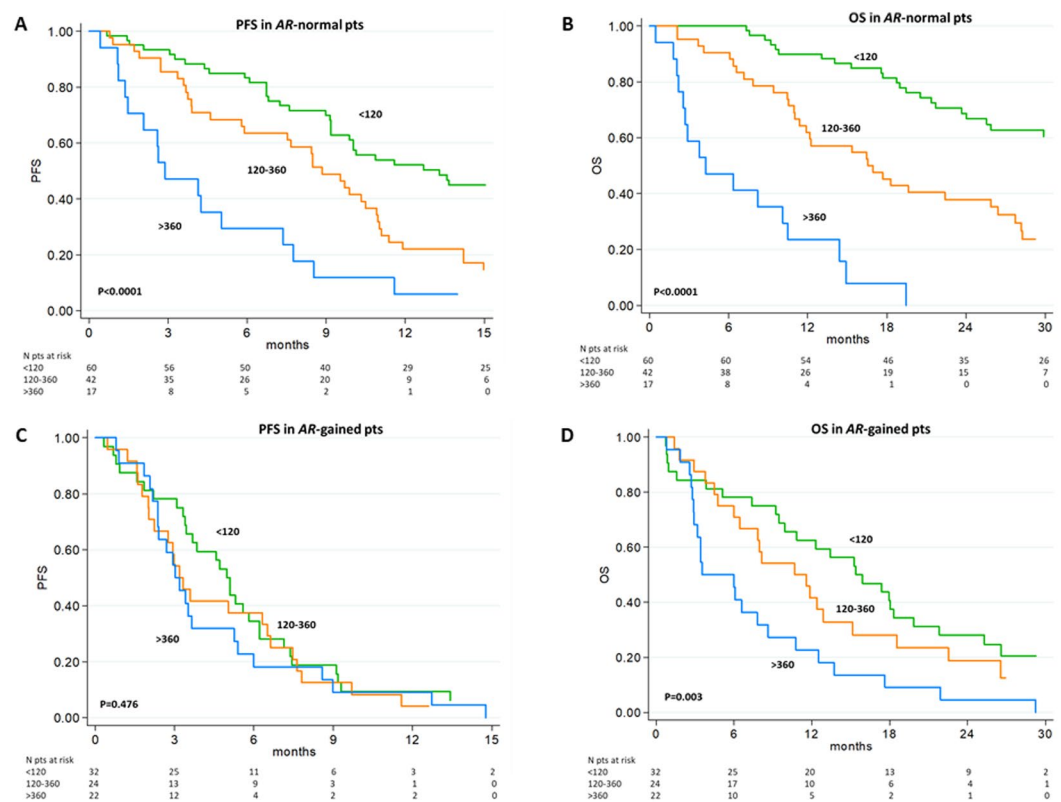 A
PFS in AR-normal pts
1.00
0.80
0.60
0.40
0.20
0.00
PFS
<120
120-360
>360
P<0.0001
0 3 6 9 12 15
months
N pts at risk
<120 60 56 50 40 29 25
120-360 42 35 26 20 9 6
>360 17 8 5 2 1 0
B
OS in AR-normal pts
1.00
0.80
0.60
0.40
0.20
0.00
OS
<120
120-360
>360
P<0.0001
0 6 12 18 24 30
months
N pts at risk
<120 60 60 54 46 35 26
120-360 42 38 26 19 15 7
>360 17 8 4 1 0 0
C
PFS in AR-gained pts
1.00
0.80
0.60
0.40
0.20
0.00
PFS
<120
120-360
>360
P=0.476
0 3 6 9 12 15
months
N pts at risk
<120 32 25 11 6 3 2
120-360 24 13 9 3 1 0
>360 22 12 4 2 2 0
D
OS in AR-gained pts
1.00
0.80
0.60
0.40
0.20
0.00
OS
<120
120-360
>360
P=0.003
0 6 12 18 24 30
months
N pts at risk
<120 32 25 20 13 9 2
120-360 24 17 10 6 4 1
>360 22 10 5 2 1 0